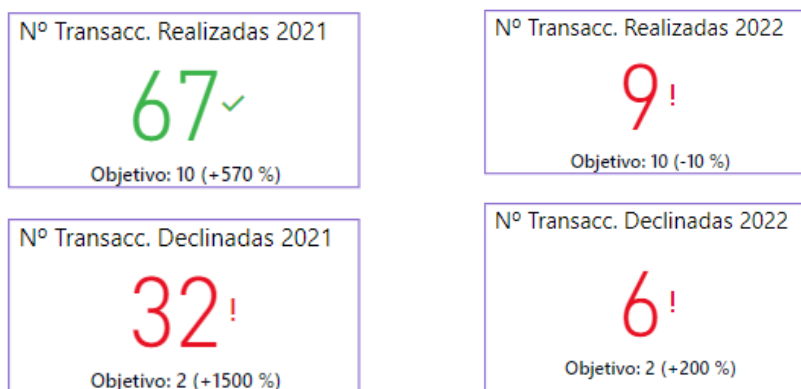 Nº Transacc. Realizadas 2021
67
Objetivo: 10 (+570 %)
Nº Transacc. Realizadas 2022
9!
Objetivo: 10 (-10 %)
Nº Transacc. Declinadas 2021
32!
Objetivo: 2 (+1500 %)
Nº Transacc. Declinadas 2022
6!
Objetivo: 2 (+200 %)